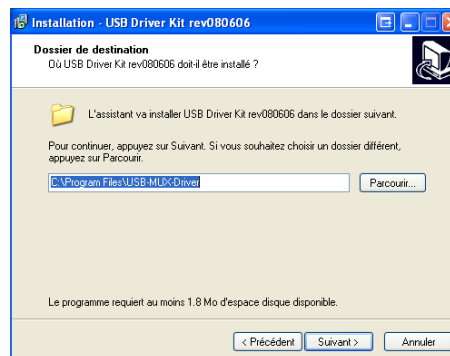 Installation - USB Driver Kit rev080606
Dossier de destination
Où USB Driver Kit rev080606 doit-il être installé ?
L'assistant va installer USB Driver Kit rev080606 dans le dossier suivant.
Pour continuer, appuyez sur Suivant. Si vous souhaitez choisir un dossier différent,
appuyez sur Parcourir.
C:\Program Files\USB-MUX-Driver
Parcourir...
Le programme requiert au moins 1.8 Mo d'espace disque disponible.
< Précédent
Suivant >
Annuler